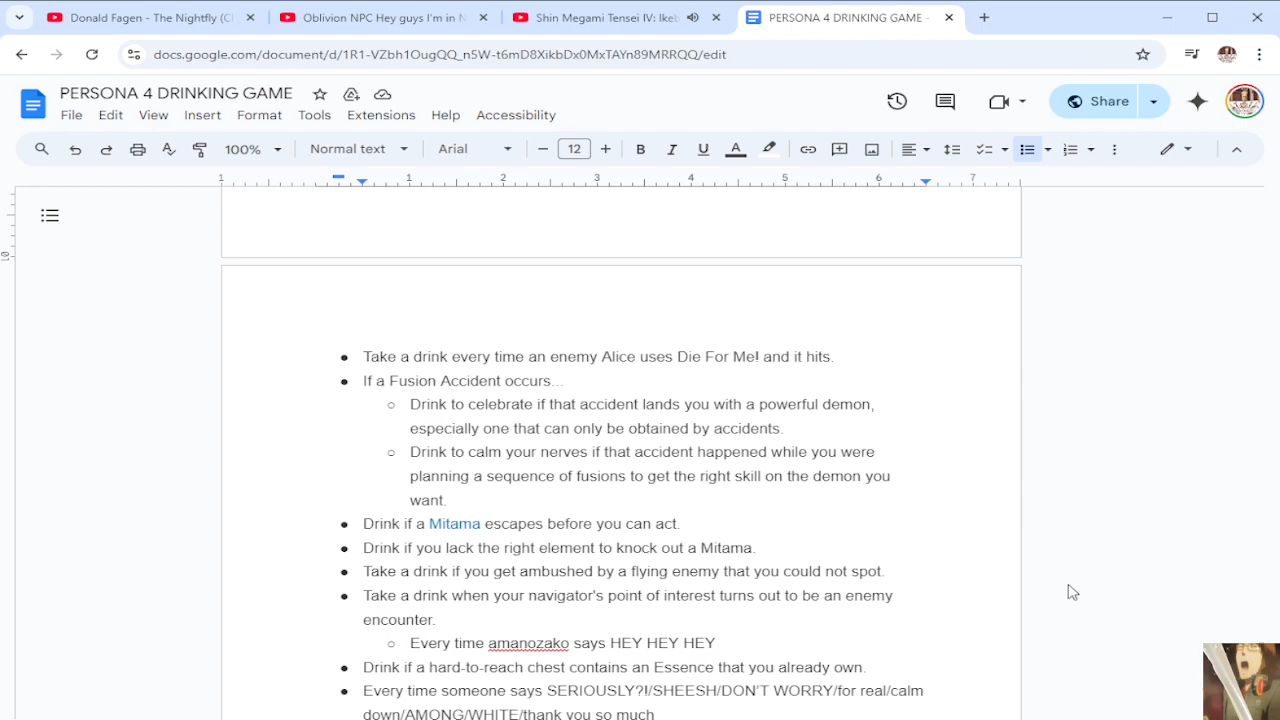 Donald Fagen - The Nightfly (C
Oblivion NPC Hey guys I'm in N
Shin Megami Tensei IV: Ikeb
PERSONA 4 DRINKING GAME -
docs.google.com/document/d/1R1-VZbh1OugQQ_n5W-t6mD8XikbDx0MxTAYn89MRRQQ/edit
PERSONA 4 DRINKING GAME
File Edit View Insert Format Tools Extensions Help Accessibility
Share
100% Normal text Arial 12 B I U A
1 1 2 3 4 5 6 7
Take a drink every time an enemy Alice uses Die For Me! and it hits.
If a Fusion Accident occurs...
Drink to celebrate if that accident lands you with a powerful demon,
especially one that can only be obtained by accidents.
Drink to calm your nerves if that accident happened while you were
planning a sequence of fusions to get the right skill on the demon you
want.
Drink if a Mitama escapes before you can act.
Drink if you lack the right element to knock out a Mitama.
Take a drink if you get ambushed by a flying enemy that you could not spot.
Take a drink when your navigator's point of interest turns out to be an enemy
encounter.
Every time amanozako says HEY HEY HEY
Drink if a hard-to-reach chest contains an Essence that you already own.
Every time someone says SERIOUSLY?!/SHEESH/DON'T WORRY/for real/calm
down/AMONG/WHITE/thank you so much